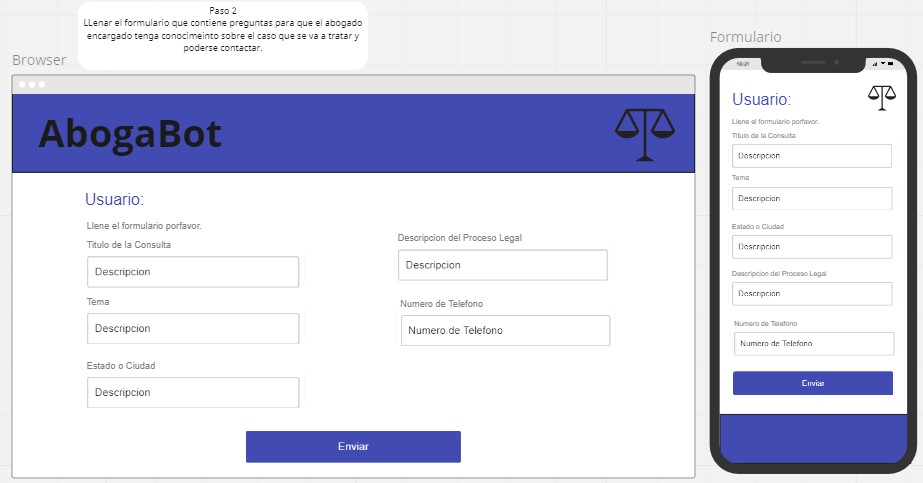 Paso 2
LLenar el formulario que contiene preguntas para que el abogado
encargado tenga conocimeinto sobre el caso que se va a tratar y
poderse contactar.
Browser
AbogaBot
Usuario:
Llene el formulario porfavor.
Titulo de la Consulta
Descripcion
Tema
Descripcion
Estado o Ciudad
Descripcion
Descripcion del Proceso Legal
Descripcion
Numero de Telefono
Numero de Telefono
Enviar
Formulario
10:21
Usuario:
Llene el formulario porfavor.
Titulo de la Consulta
Descripcion
Tema
Descripcion
Estado o Ciudad
Descripcion
Descripcion del Proceso Legal
Descripcion
Numero de Telefono
Numero de Telefono
Enviar